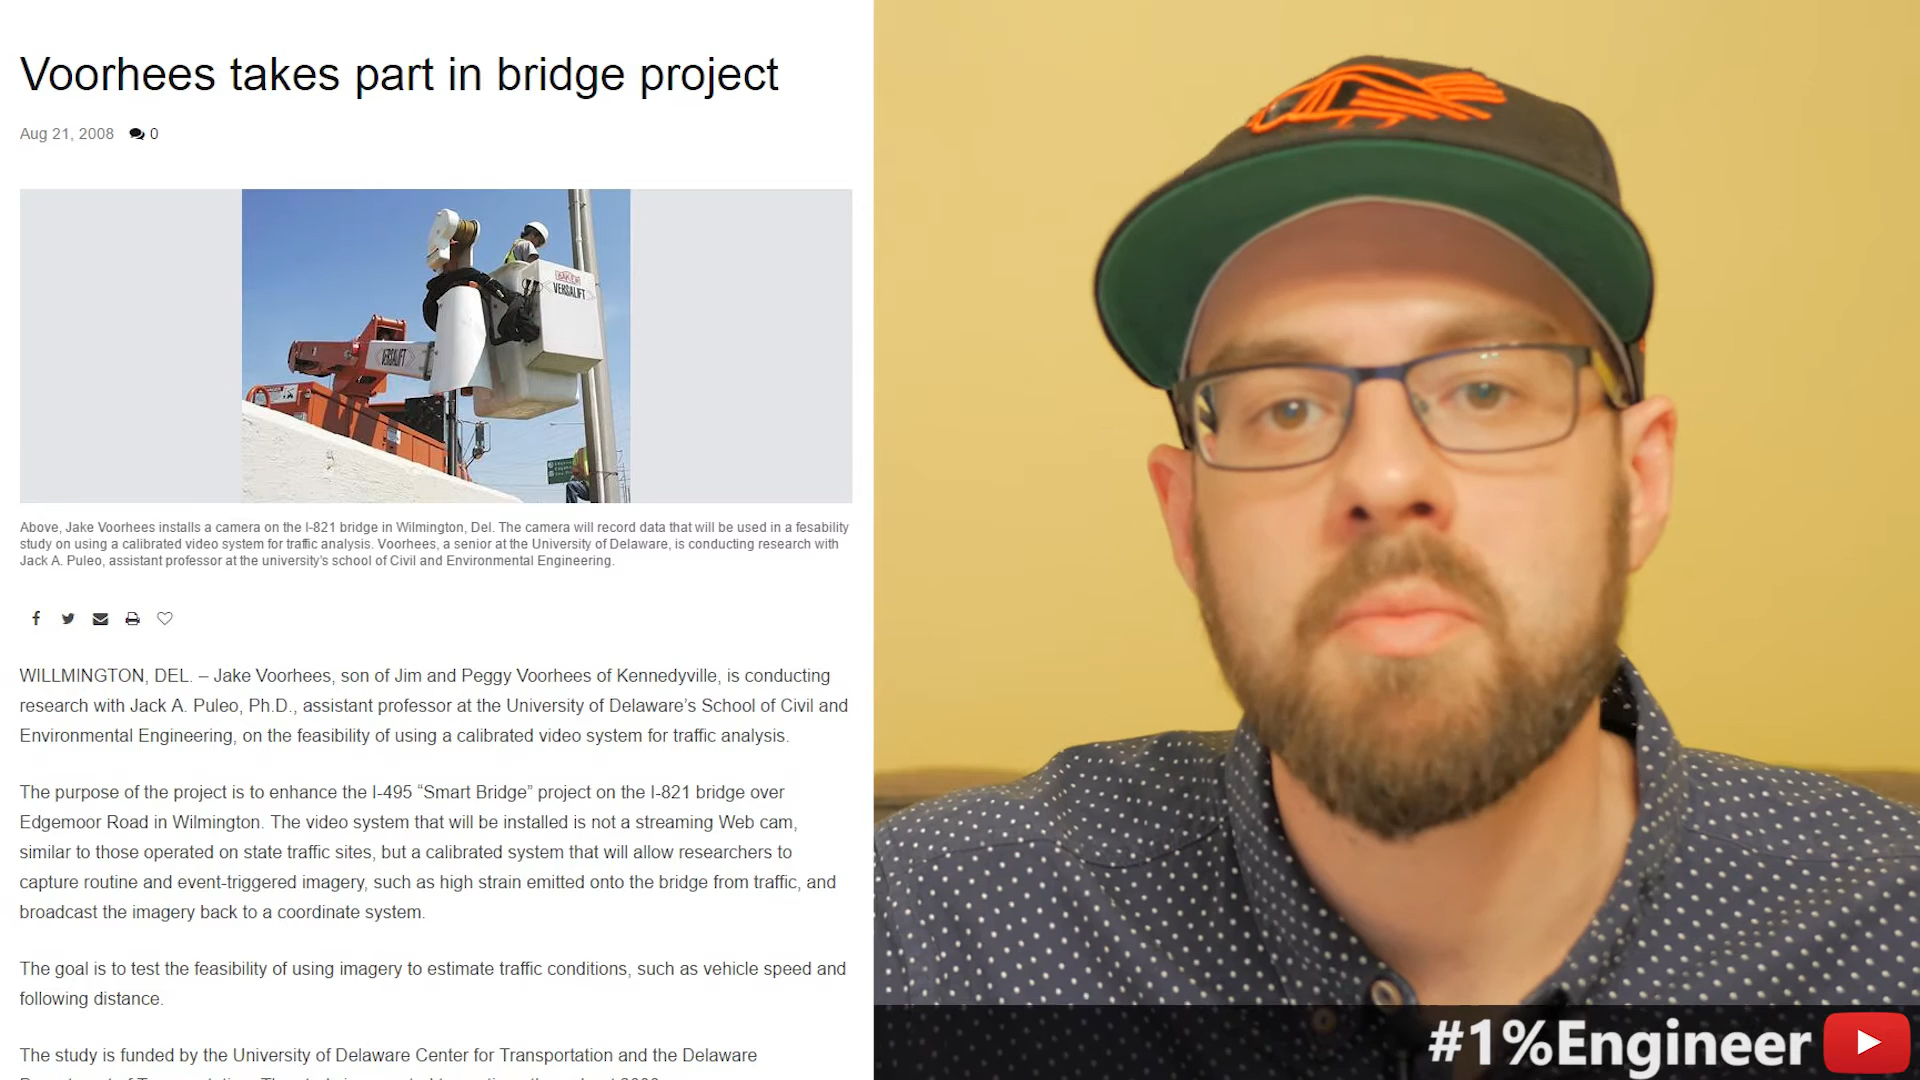 Voorhees takes part in bridge project
Aug 21, 2008 0
BAKER
VERSALIFT
VERSALIFT
Above, Jake Voorhees installs a camera on the I-821 bridge in Wilmington, Del. The camera will record data that will be used in a fesability
study on using a calibrated video system for traffic analysis. Voorhees, a senior at the University of Delaware, is conducting research with
Jack A. Puleo, assistant professor at the university's school of Civil and Environmental Engineering.
WILLMINGTON, DEL. – Jake Voorhees, son of Jim and Peggy Voorhees of Kennedyville, is conducting
research with Jack A. Puleo, Ph.D., assistant professor at the University of Delaware’s School of Civil and
Environmental Engineering, on the feasibility of using a calibrated video system for traffic analysis.
The purpose of the project is to enhance the I-495 “Smart Bridge” project on the I-821 bridge over
Edgemoor Road in Wilmington. The video system that will be installed is not a streaming Web cam,
similar to those operated on state traffic sites, but a calibrated system that will allow researchers to
capture routine and event-triggered imagery, such as high strain emitted onto the bridge from traffic, and
broadcast the imagery back to a coordinate system.
The goal is to test the feasibility of using imagery to estimate traffic conditions, such as vehicle speed and
following distance.
The study is funded by the University of Delaware Center for Transportation and the Delaware
#1%Engineer